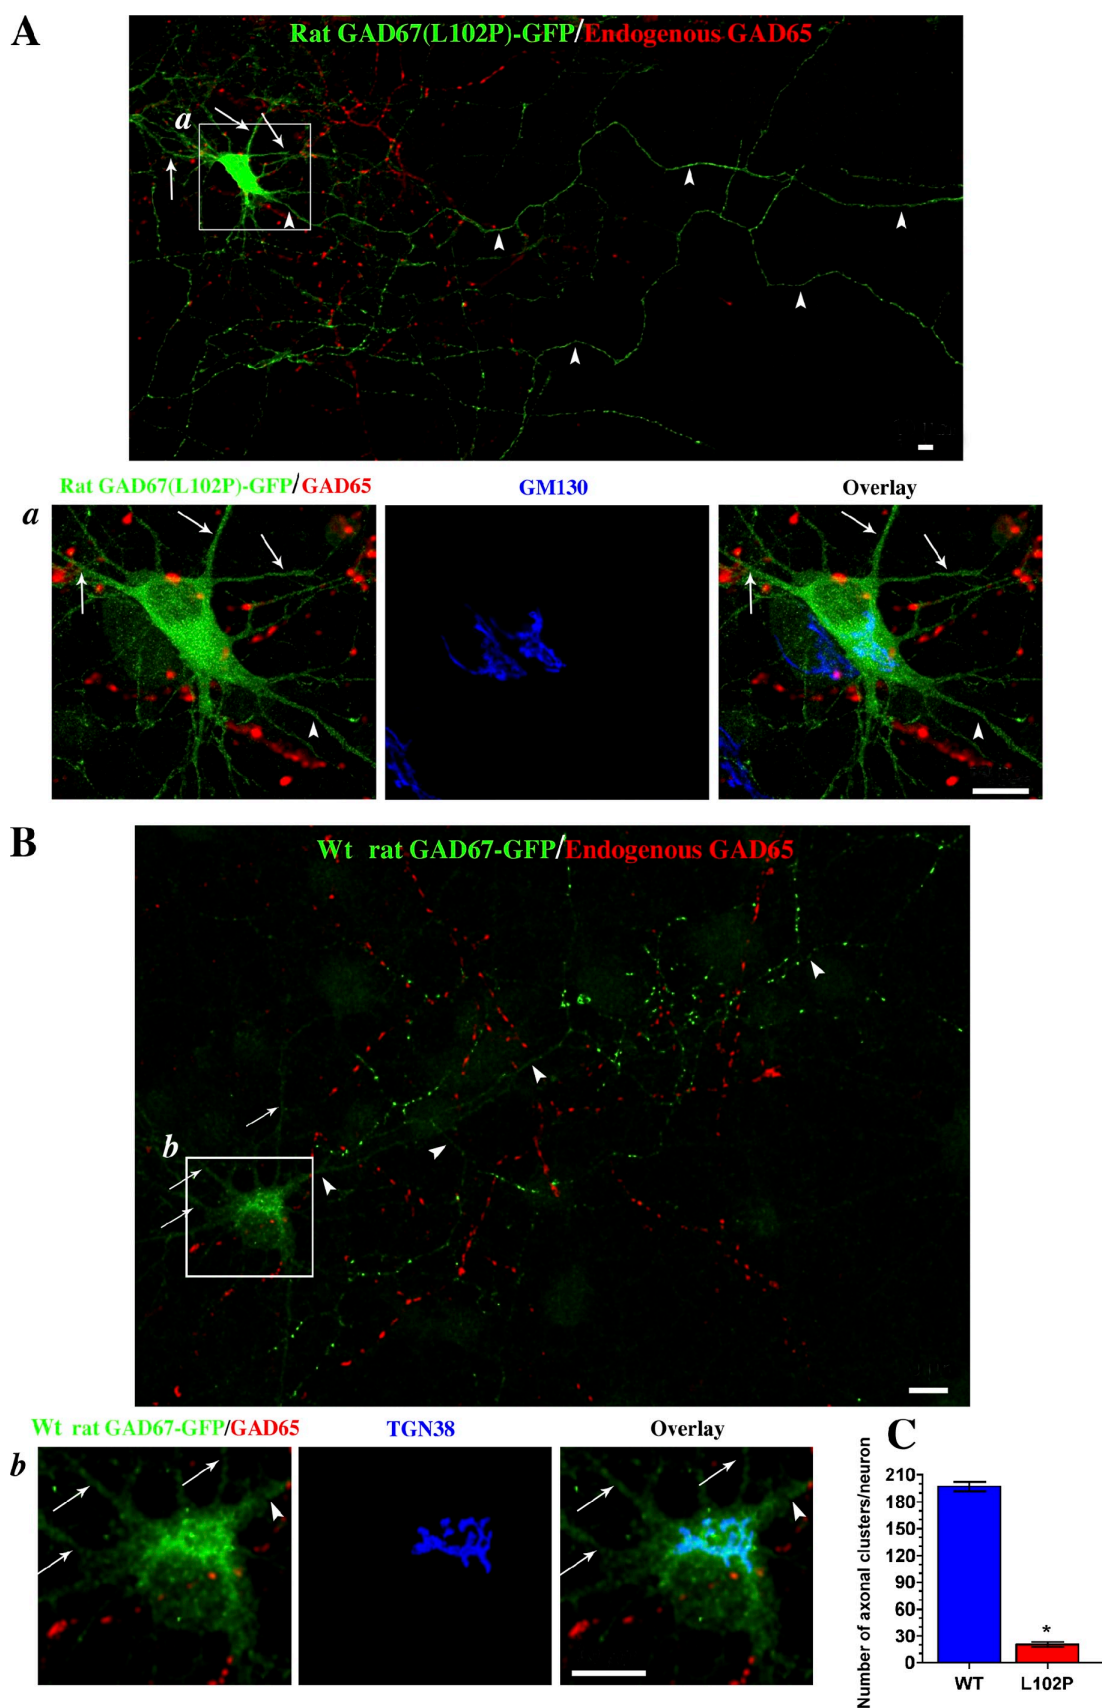 A
Rat GAD67(L102P)-GFP/Endogenous GAD65
a
Rat GAD67(L102P)-GFP/GAD65
GM130
Overlay
a
B
Wt rat GAD67-GFP/Endogenous GAD65
b
Wt rat GAD67-GFP/GAD65
TGN38
Overlay
b
C
Number of axonal clusters/neuron
210
180
150
120
90
60
30
0
*
WT
L102P